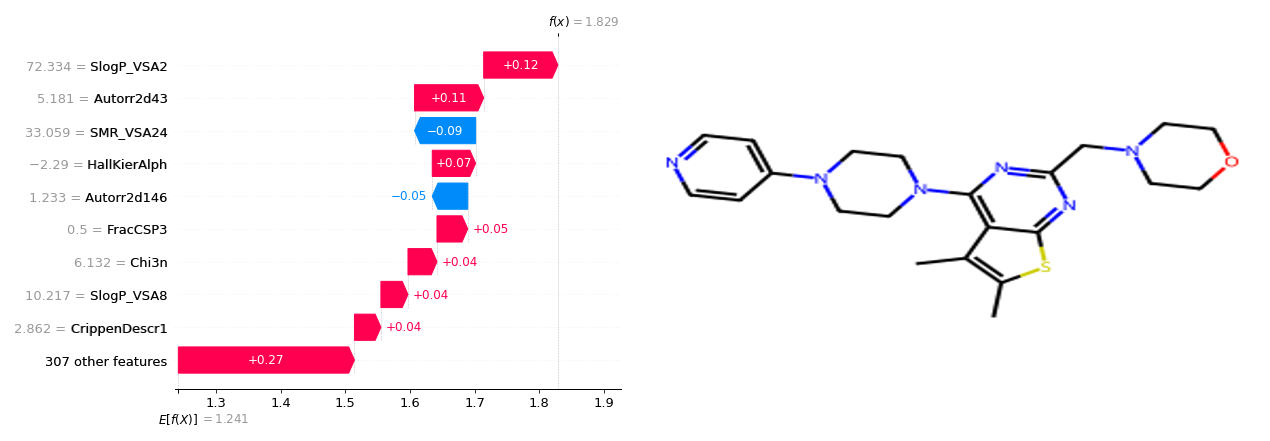 f(x) = 1.829
72.334 = SlogP_VSA2
+0.12
5.181 = Autorr2d43
+0.11
33.059 = SMR_VSA24
−0.09
−2.29 = HallKierAlph
+0.07
1.233 = Autorr2d146
−0.05
0.5 = FracCSP3
+0.05
6.132 = Chi3n
+0.04
10.217 = SlogP_VSA8
+0.04
2.862 = CrippenDescr1
+0.04
307 other features
+0.27
1.3 1.4 1.5 1.6 1.7 1.8 1.9
E[f(X)] = 1.241
N
N
N
N
N
N
O
S